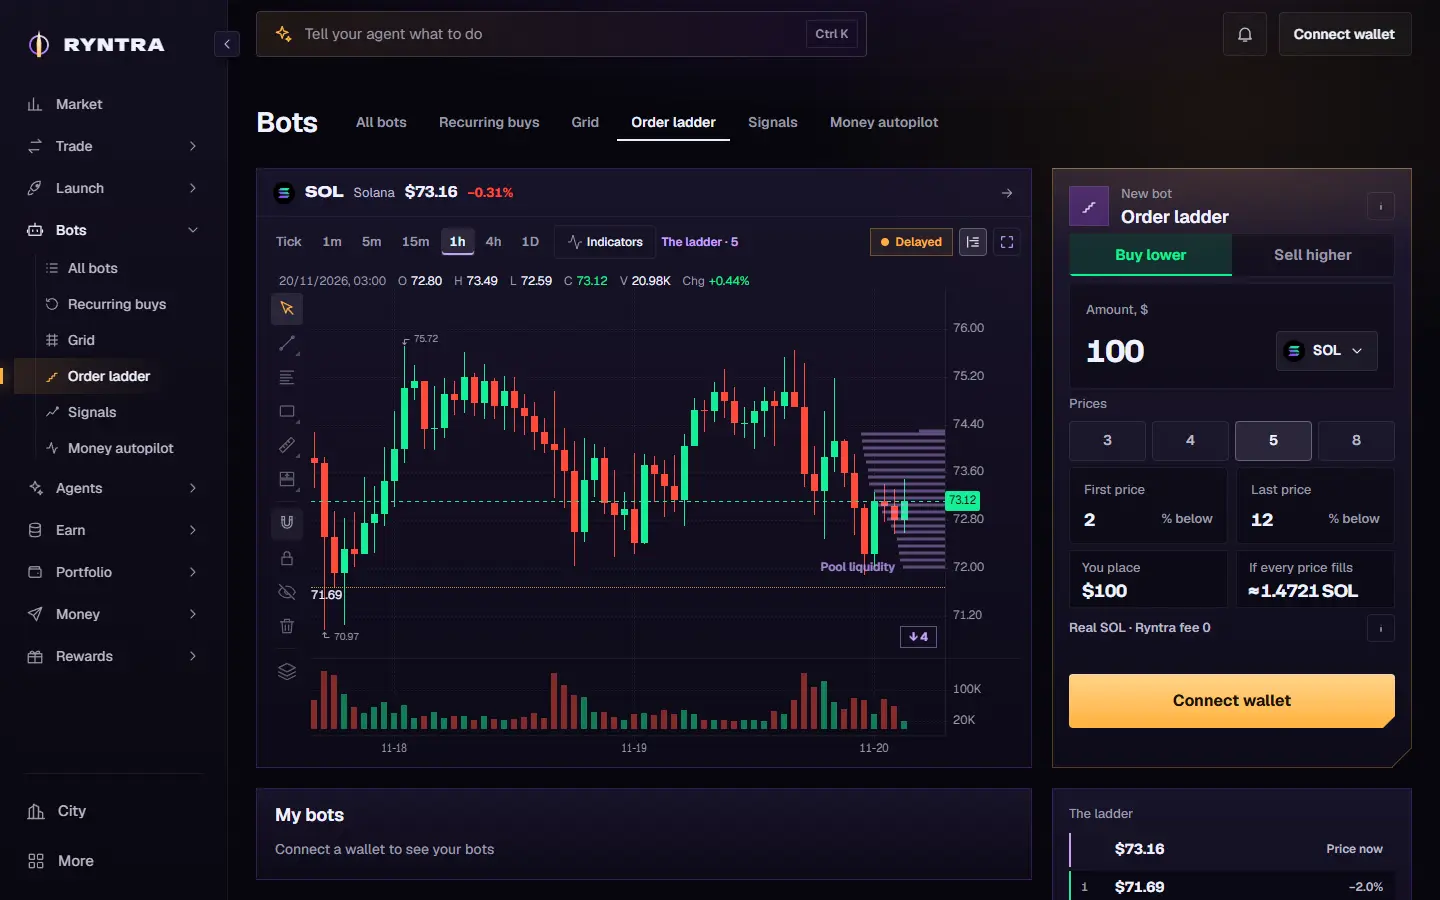 RYNTRA
Tell your agent what to do
Ctrl K
Connect wallet
Market
Trade
Launch
Bots
All bots
Recurring buys
Grid
Order ladder
Signals
Money autopilot
Agents
Earn
Portfolio
Money
Rewards
City
More
Bots
All bots
Recurring buys
Grid
Order ladder
Signals
Money autopilot
SOL Solana $73.16 −0.31%
Tick 1m 5m 15m 1h 4h 1D Indicators The ladder · 5 Delayed
20/11/2026, 03:00 O 72.80 H 73.49 L 72.59 C 73.12 V 20.98K Chg +0.44%
76.00
75.72
75.20
74.40
73.60
73.12
72.80
Pool liquidity
72.00
71.69
71.20
70.97
4
100K
20K
11-18
11-19
11-20
New bot
Order ladder
i
Buy lower
Sell higher
Amount, $
100
SOL
Prices
3
4
5
8
First price
2 % below
Last price
12 % below
You place
$100
If every price fills
≈1.4721 SOL
Real SOL · Ryntra fee 0
i
Connect wallet
My bots
Connect a wallet to see your bots
The ladder
$73.16 Price now
1 $71.69 −2.0%